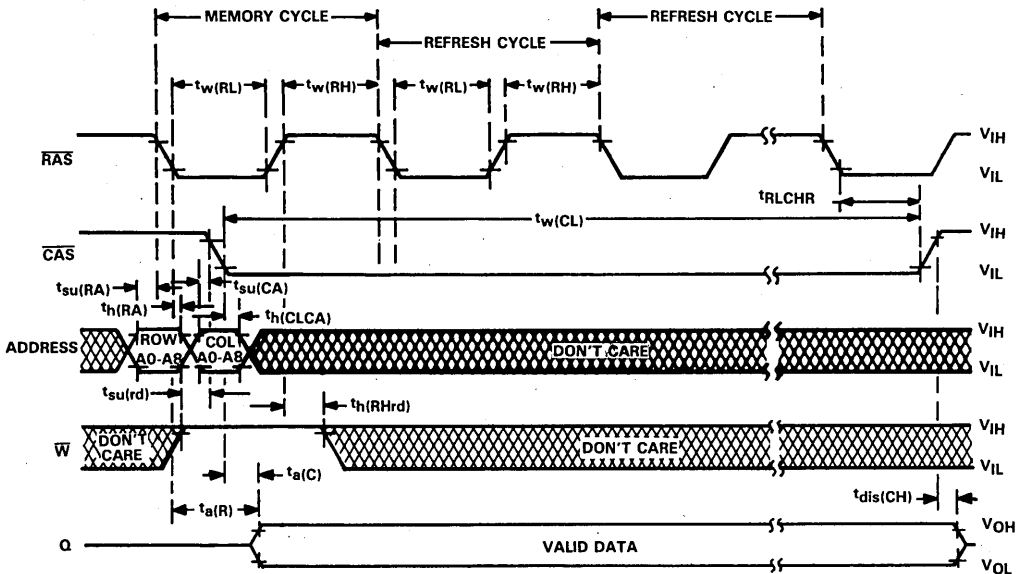 MEMORY CYCLE
REFRESH CYCLE
REFRESH CYCLE
tw(RL)
tw(RH)
tw(RL)
tw(RH)
RAS
VIH
VIL
tRLCHR
tw(CL)
CAS
VIH
VIL
tsu(RA)
tsu(CA)
th(RA)
th(CLCA)
ADDRESS
ROW
A0-A8
COL
A0-A8
DON'T CARE
VIH
VIL
tsu(rd)
th(RHrd)
W
DON'T
CARE
DON'T CARE
VIH
VIL
ta(C)
ta(R)
tdis(CH)
Q
VALID DATA
VOH
VOL